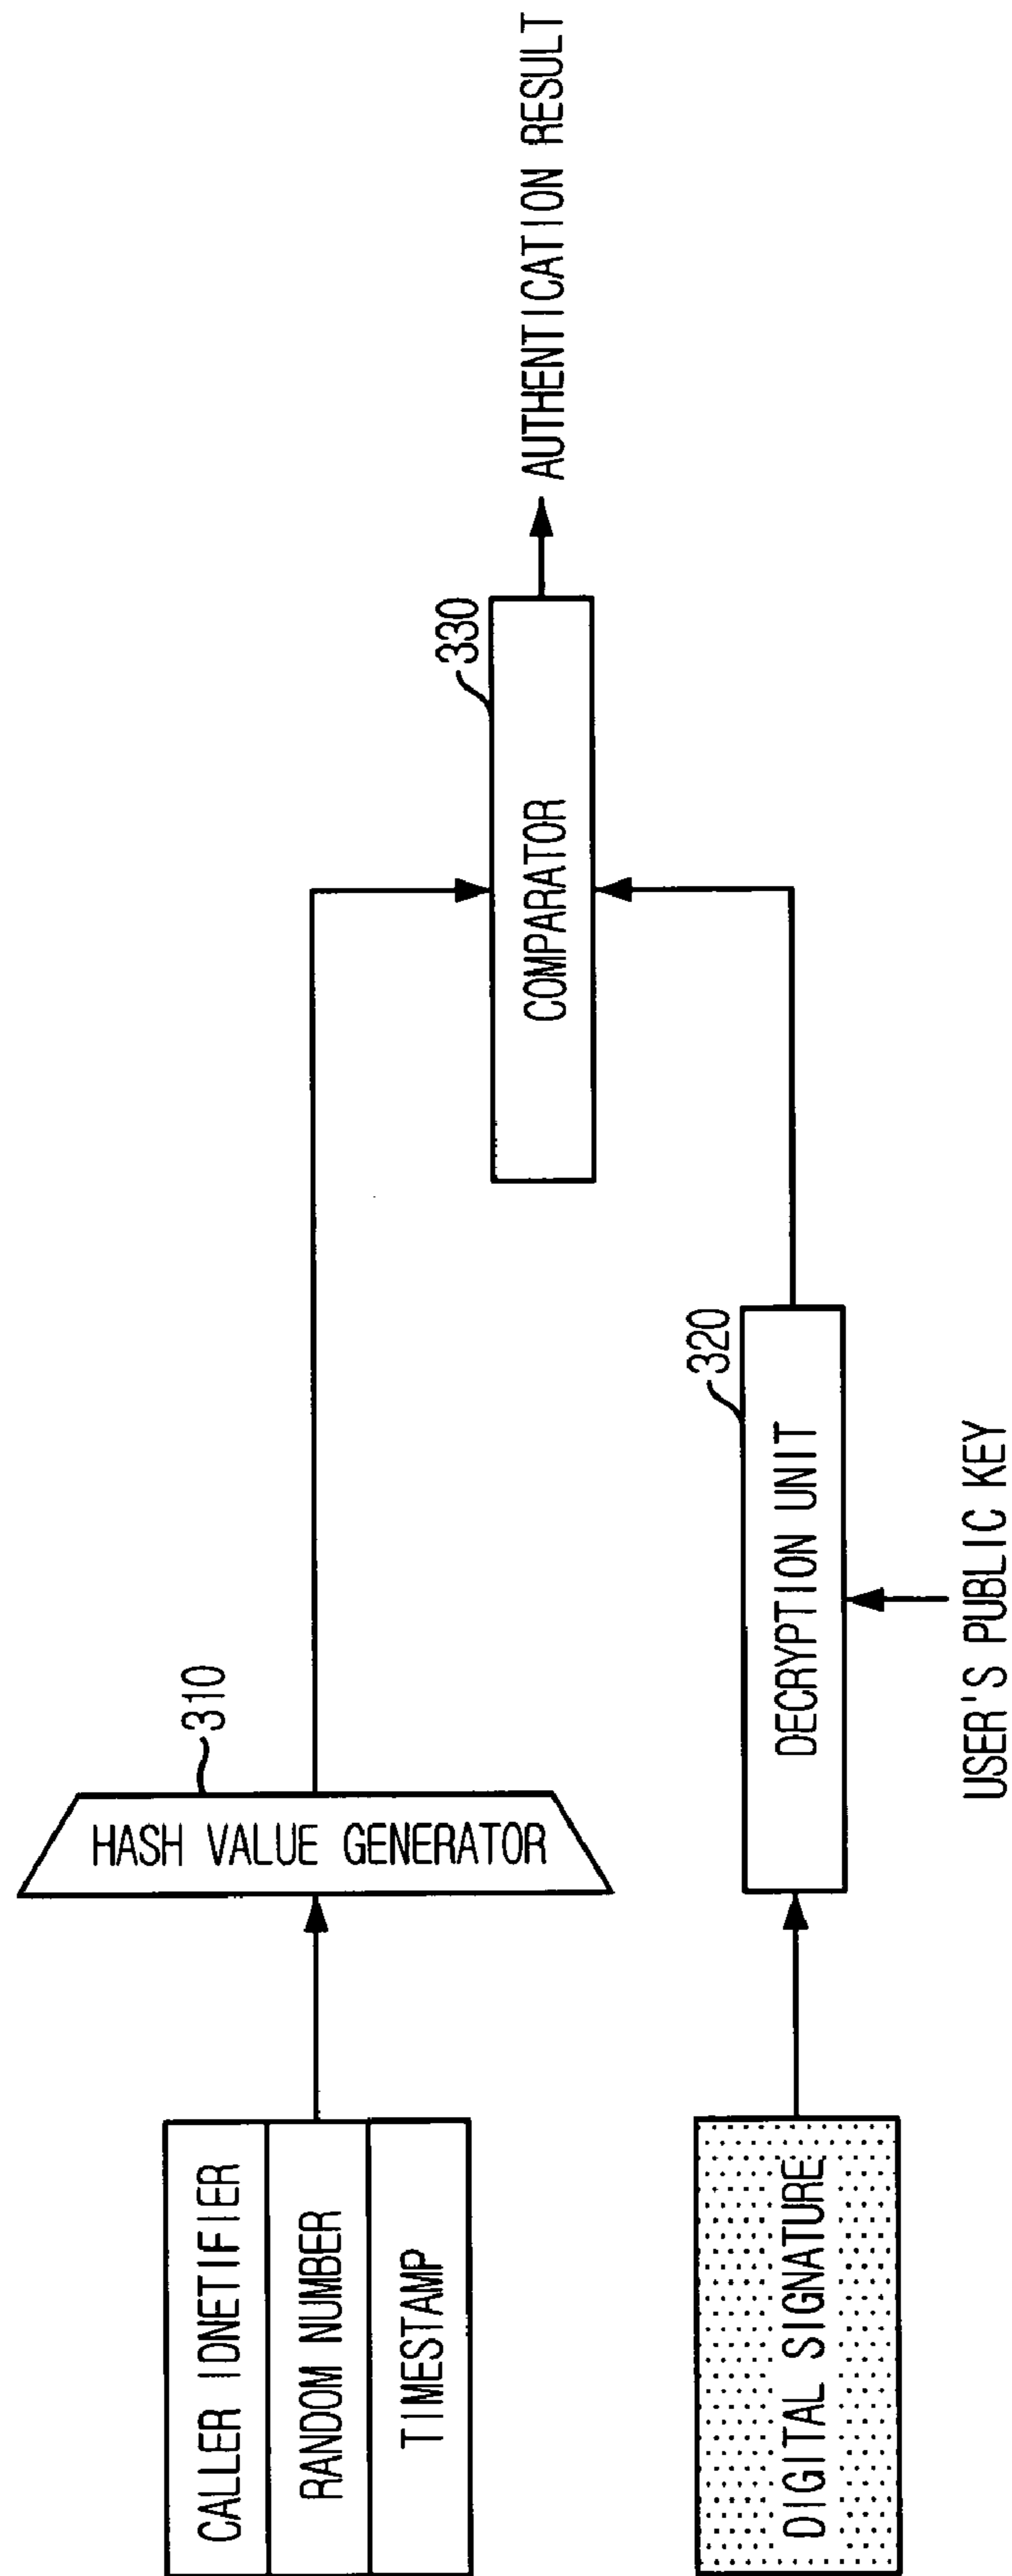 CALLER IDNETIFIER
RANDOM NUMBER
TIMESTAMP
310
HASH VALUE GENERATOR
DIGITAL SIGNATURE
320
DECRYPTION UNIT
USER'S PUBLIC KEY
330
COMPARATOR
AUTHENTICATION RESULT